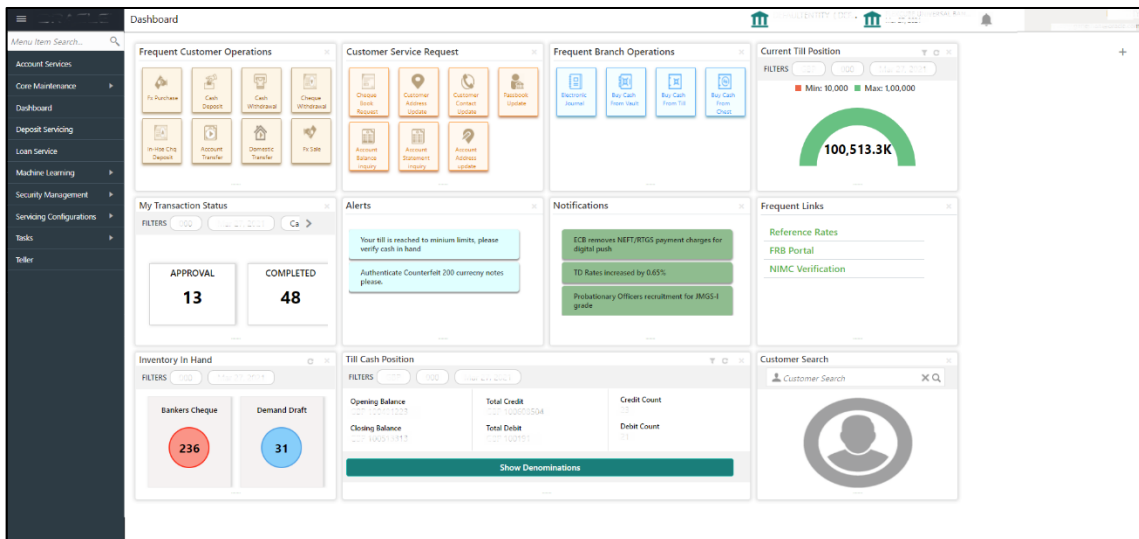 Dashboard
Menu Item Search...
Account Services
Core Maintenance
Dashboard
Deposit Servicing
Loan Service
Machine Learning
Security Management
Servicing Configurations
Tasks
Teller
Frequent Customer Operations
Fx Purchase
Cash Deposit
Cash Withdrawal
Cheque Withdrawal
In-Hse Chq Deposit
Account Transfer
Domestic Transfer
Fx Sale
Customer Service Request
Cheque Book Request
Customer Address Update
Customer Contact Update
Passbook Update
Account Balance Inquiry
Account Statement Inquiry
Account Address update
Frequent Branch Operations
Electronic Journal
Buy Cash From Vault
Buy Cash From Till
Buy Cash From Chest
Current Till Position
FILTERS
Min: 10,000 Max: 1,00,000
100,513.3K
My Transaction Status
FILTERS
Ca
APPROVAL
13
COMPLETED
48
Alerts
Your till is reached to minium limits, please
verify cash in hand
Authenticate Counterfeit 200 currecny notes
please.
Notifications
ECB removes NEFT/RTGS payment charges for
digital push
TD Rates increased by 0.65%
Probationary Officers recruitment for JMGS-I
grade
Frequent Links
Reference Rates
FRB Portal
NIMC Verification
Inventory In Hand
FILTERS
Bankers Cheque
236
Demand Draft
31
Till Cash Position
FILTERS
Opening Balance
Total Credit
Credit Count
Closing Balance
Total Debit
Debit Count
Show Denominations
Customer Search
Customer Search